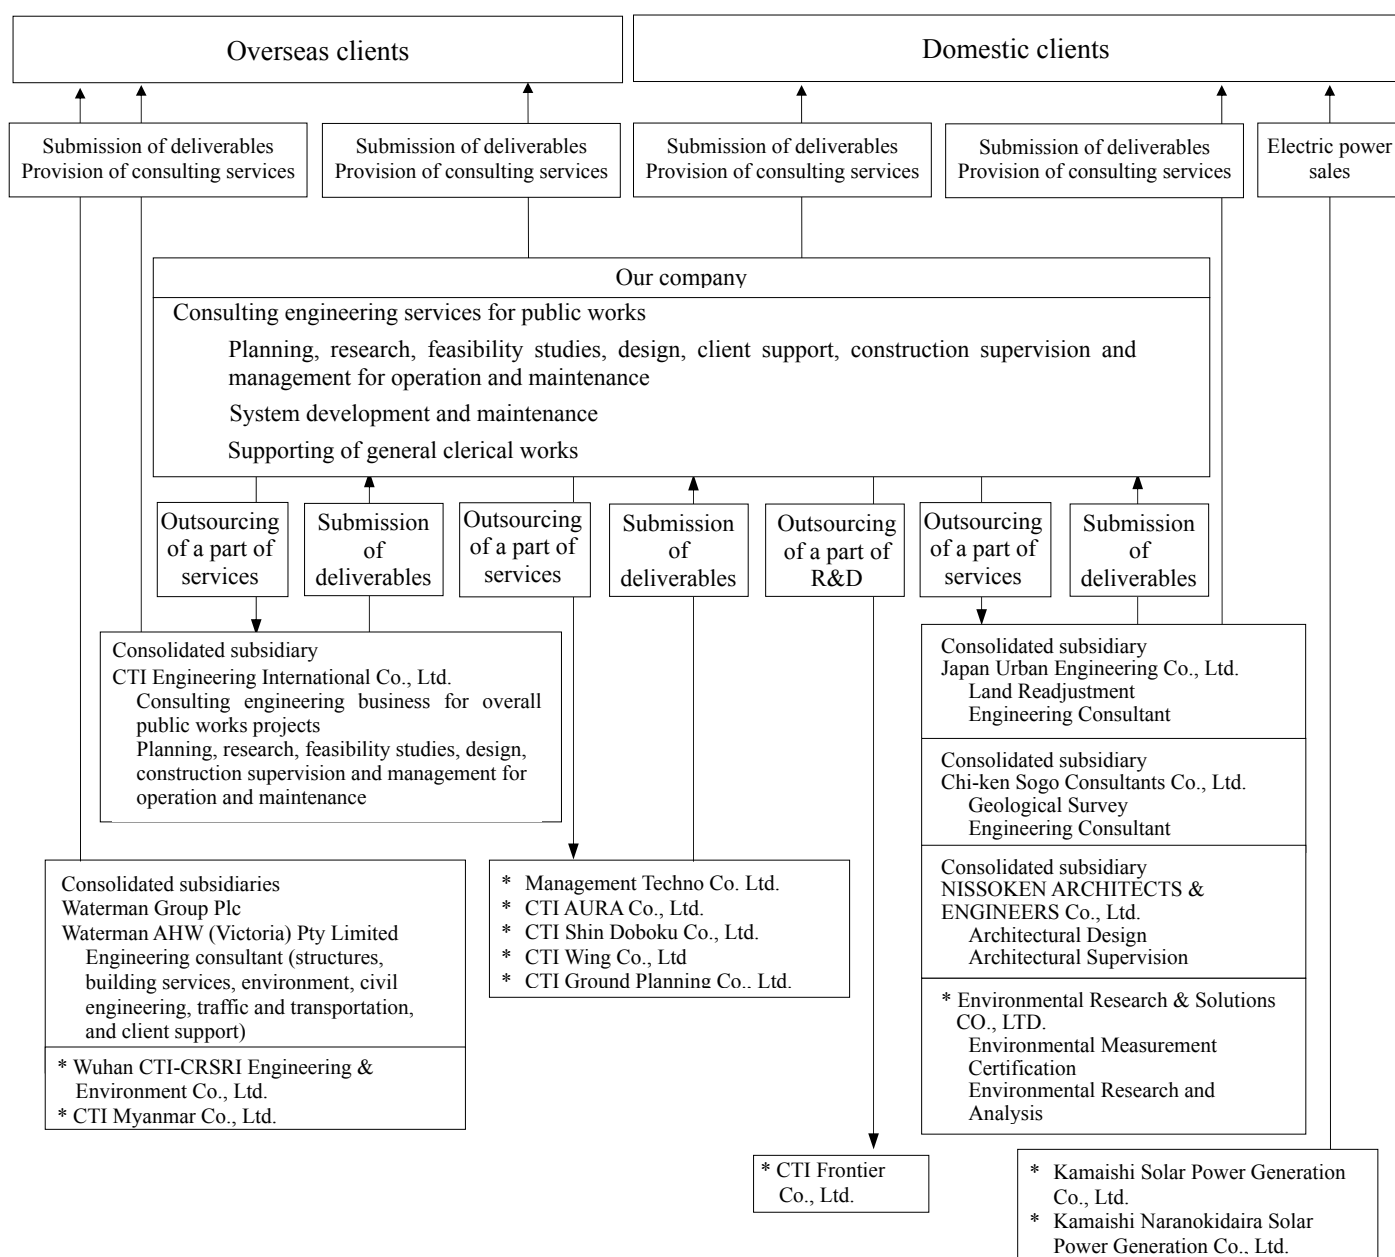 Overseas clients
Domestic clients
Submission of deliverables
Provision of consulting services
Submission of deliverables
Provision of consulting services
Submission of deliverables
Provision of consulting services
Submission of deliverables
Provision of consulting services
Electric power
sales
Our company
Consulting engineering services for public works
Planning, research, feasibility studies, design, client support, construction supervision and
management for operation and maintenance
System development and maintenance
Supporting of general clerical works
Outsourcing
of a part of
services
Submission
of
deliverables
Outsourcing
of a part of
services
Submission
of
deliverables
Outsourcing
of a part of
R&D
Outsourcing
of a part of
services
Submission
of
deliverables
Consolidated subsidiary
CTI Engineering International Co., Ltd.
Consulting engineering business for overall
public works projects
Planning, research, feasibility studies, design,
construction supervision and management for
operation and maintenance
Consolidated subsidiary
Japan Urban Engineering Co., Ltd.
Land Readjustment
Engineering Consultant
Consolidated subsidiary
Chi-ken Sogo Consultants Co., Ltd.
Geological Survey
Engineering Consultant
Consolidated subsidiary
NISSOKEN ARCHITECTS &
ENGINEERS Co., Ltd.
Architectural Design
Architectural Supervision
* Environmental Research & Solutions
CO., LTD.
Environmental Measurement
Certification
Environmental Research and
Analysis
Consolidated subsidiaries
Waterman Group Plc
Waterman AHW (Victoria) Pty Limited
Engineering consultant (structures,
building services, environment, civil
engineering, traffic and transportation,
and client support)
* Wuhan CTI-CRSRI Engineering &
Environment Co., Ltd.
* CTI Myanmar Co., Ltd.
* Management Techno Co. Ltd.
* CTI AURA Co., Ltd.
* CTI Shin Doboku Co., Ltd.
* CTI Wing Co., Ltd
* CTI Ground Planning Co., Ltd.
* CTI Frontier
Co., Ltd.
* Kamaishi Solar Power Generation
Co., Ltd.
* Kamaishi Naranokidaira Solar
Power Generation Co., Ltd.